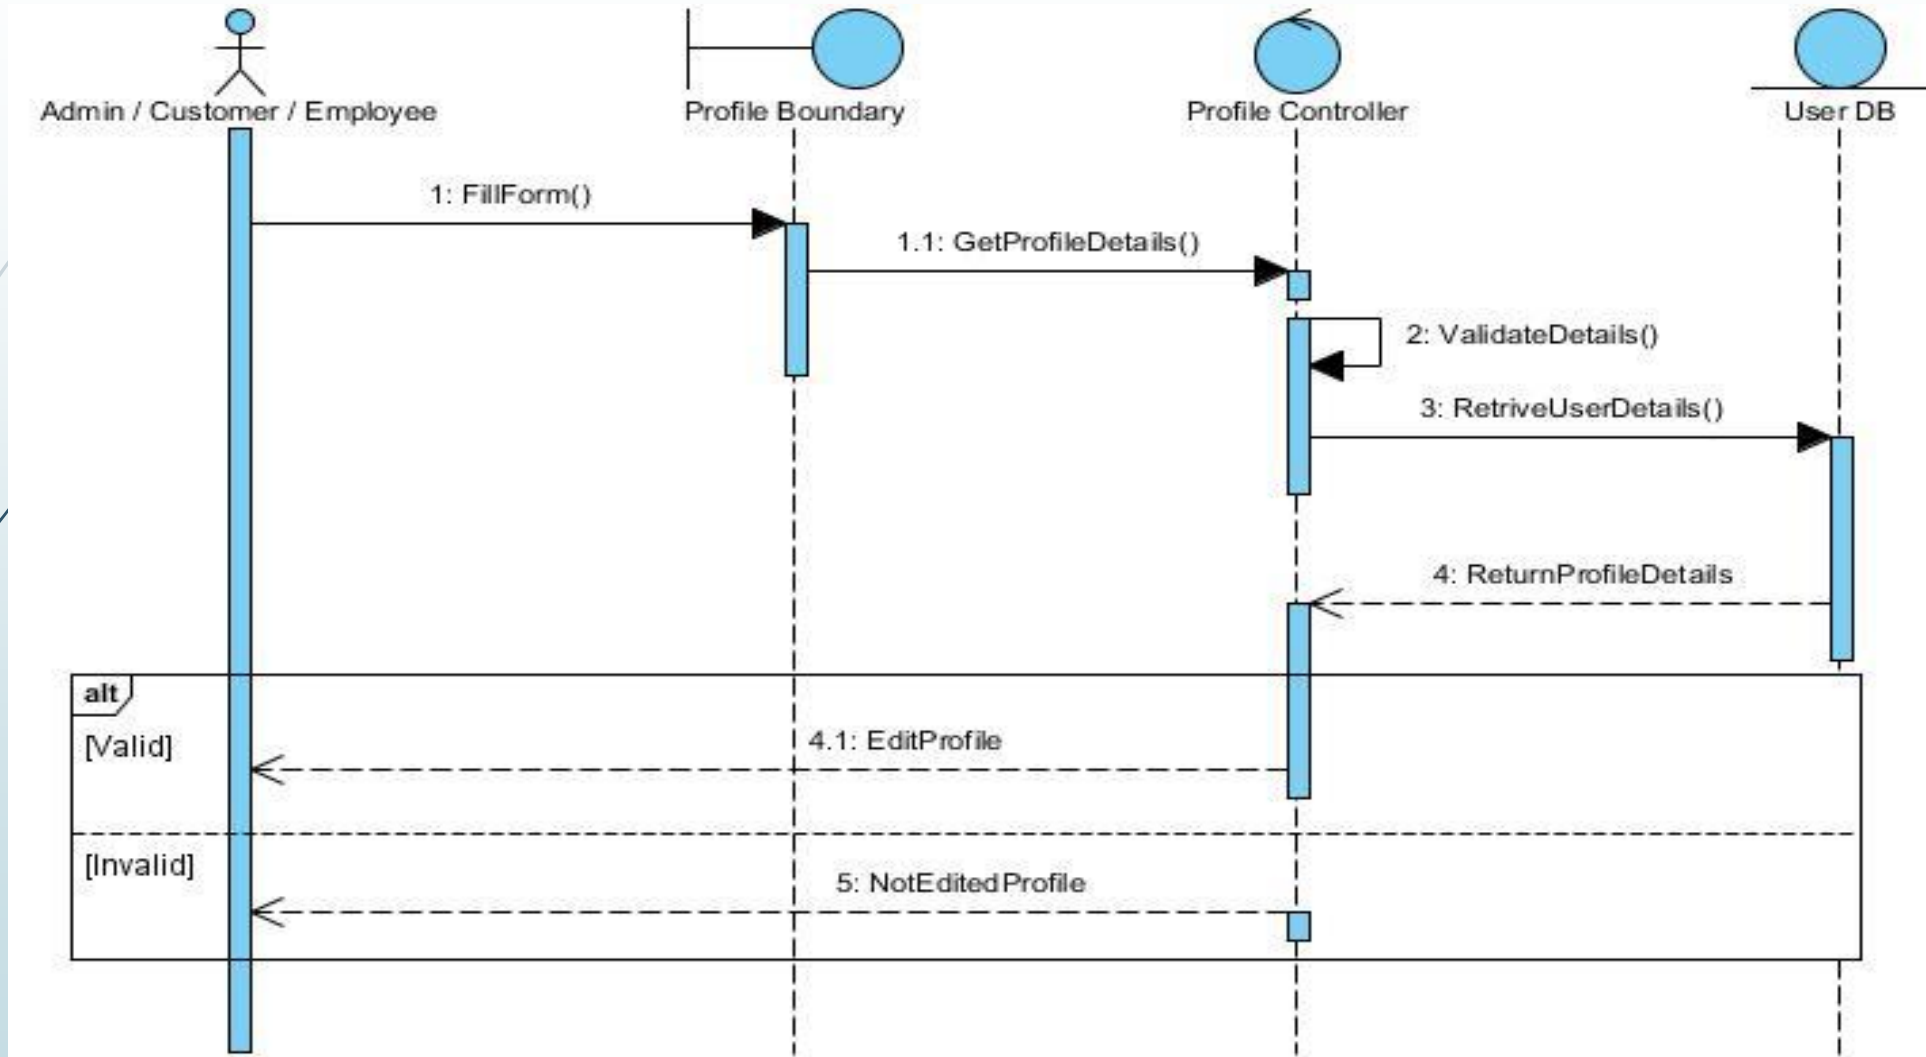 Admin / Customer / Employee
Profile Boundary
Profile Controller
User DB
1: FillForm()
1.1: GetProfileDetails()
2: ValidateDetails()
3: RetriveUserDetails()
4: ReturnProfileDetails
alt
[Valid]
4.1: EditProfile
[Invalid]
5: NotEditedProfile